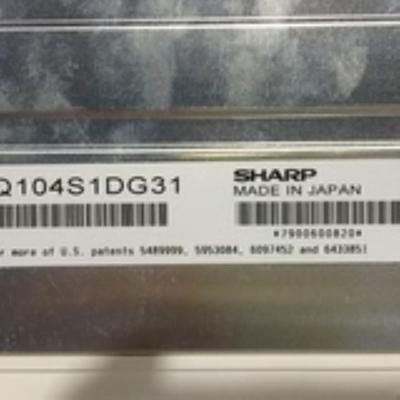 Q104S1DG31
SHARP
MADE IN JAPAN
*7900600820*
r more of U.S. patents 5489999, 5953084, 6097452 and 6433851